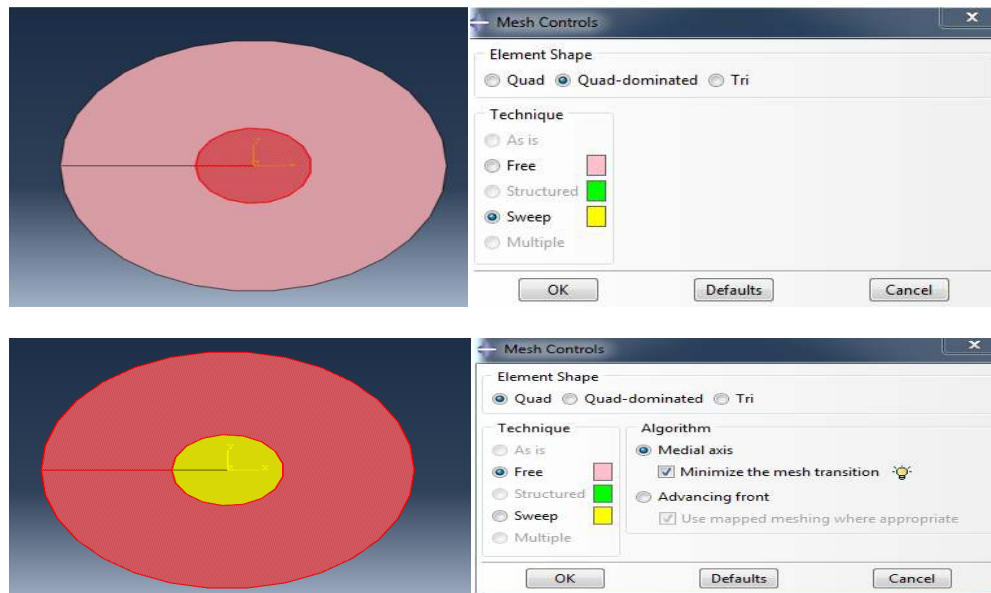 Mesh Controls
Element Shape
Quad Quad-dominated Tri
Technique
As is
Free
Structured
Sweep
Multiple
OK Defaults Cancel
Mesh Controls
Element Shape
Quad Quad-dominated Tri
Technique Algorithm
As is Medial axis
Free Minimize the mesh transition
Structured Advancing front
Sweep Use mapped meshing where appropriate
Multiple
OK Defaults Cancel